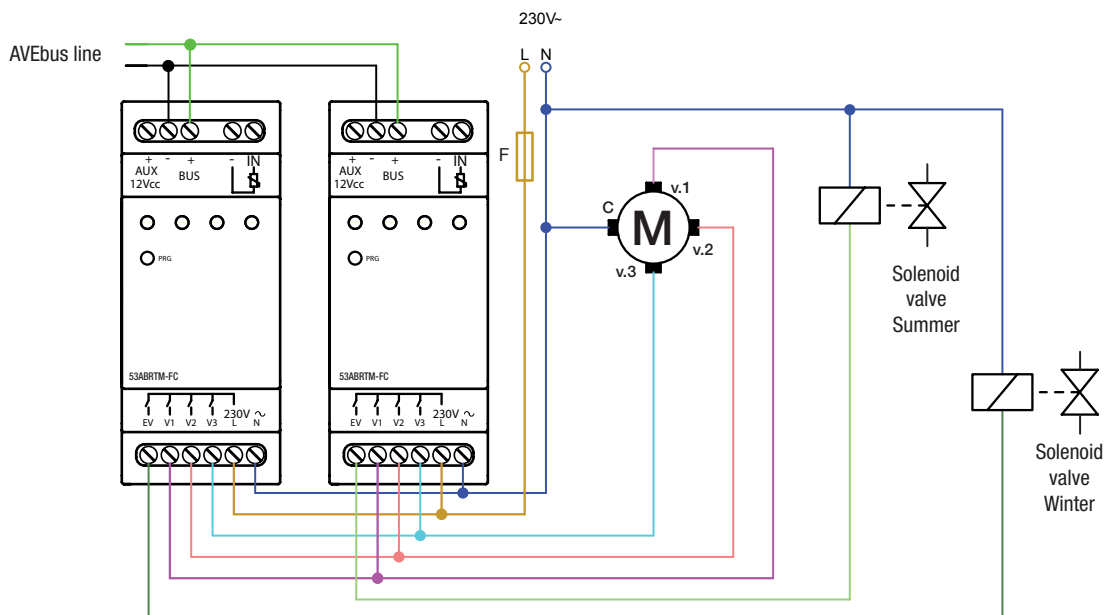 230V~
AVEbus line
L N
+ - + - IN
AUX BUS
12Vcc
PRG
53ABRTM-FC
230V ~
EV V1 V2 V3 L N
+ - + - IN
AUX BUS
12Vcc
PRG
53ABRTM-FC
230V ~
EV V1 V2 V3 L N
F
v.1
C
M
v.2
v.3
Solenoid
valve
Summer
Solenoid
valve
Winter